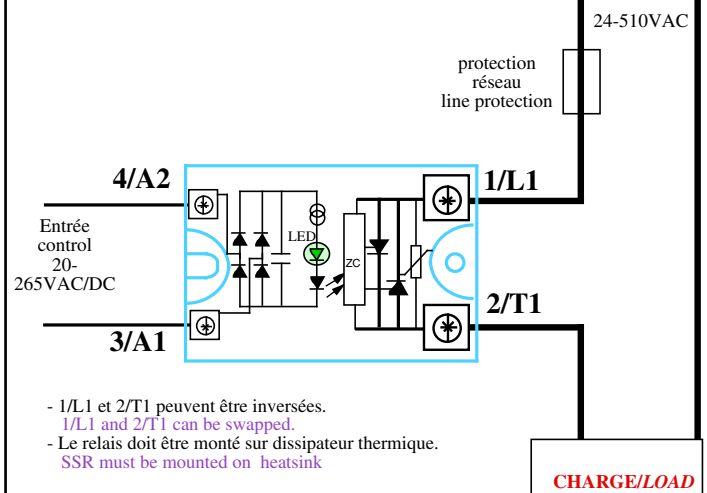 24-510VAC
protection
réseau
line protection
4/A2
1/L1
Entrée
control
20-
265VAC/DC
LED
ZC
3/A1
2/T1
- 1/L1 et 2/T1 peuvent être inversées.
1/L1 and 2/T1 can be swapped.
- Le relais doit être monté sur dissipateur thermique.
SSR must be mounted on heatsink
CHARGE/LOAD